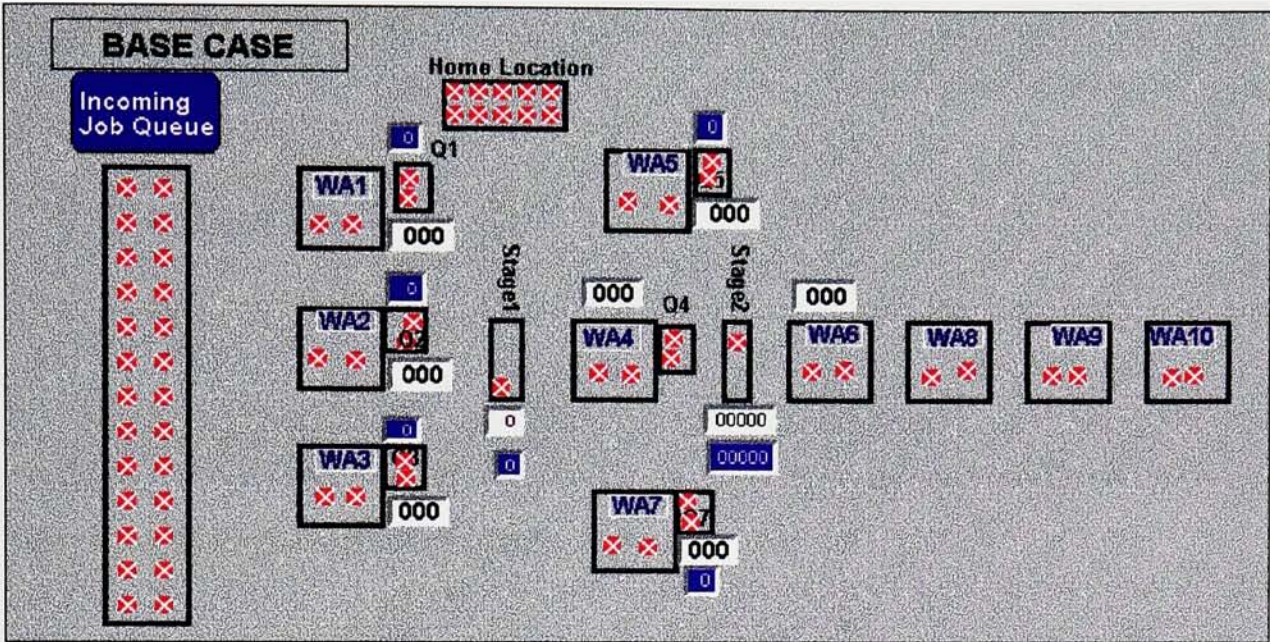 BASE CASE
Incoming
Job Queue
Home Location
0
Q1
WA1
000
0
WA5
000
0
WA2
Q2
000
Stage1
0
0
000
WA4
Q4
Stage2
00000
00000
000
WA6
WA8
WA9
WA10
0
WA3
000
WA7
000
0